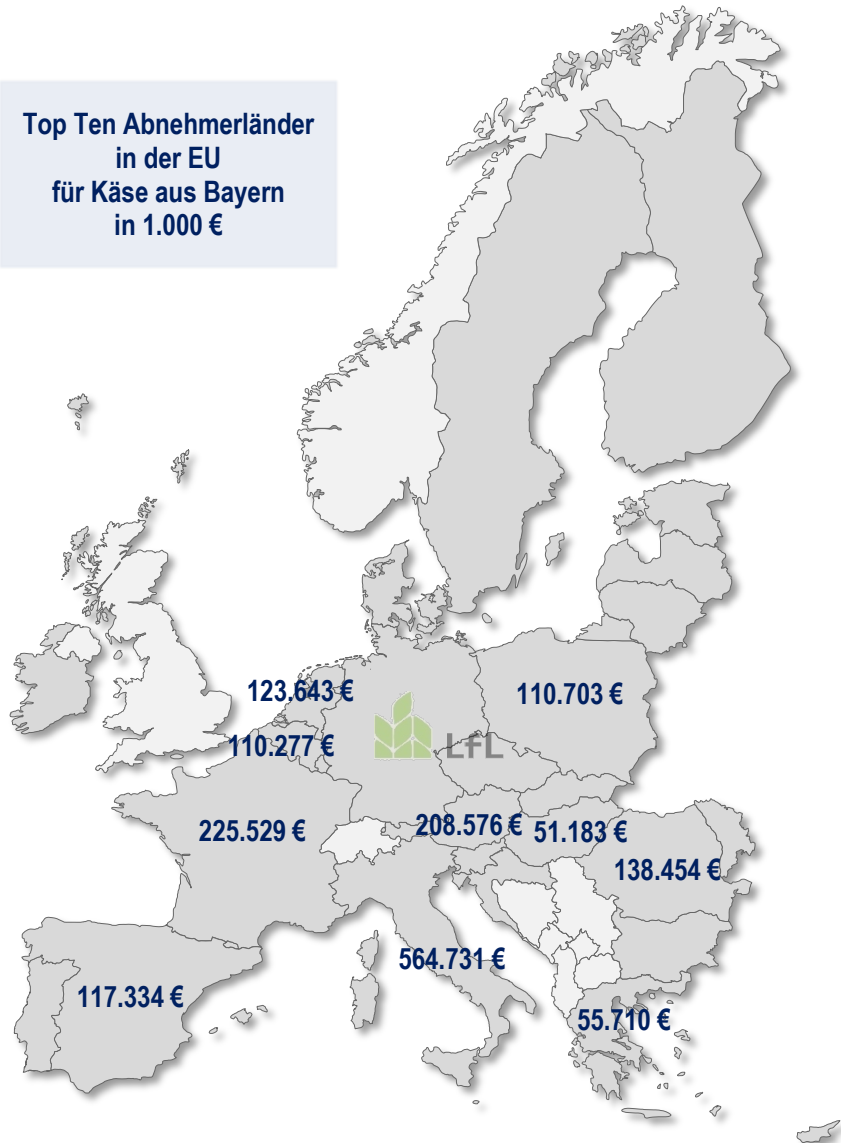 Top Ten Abnehmerländer
in der EU
für Käse aus Bayern
in 1.000 €
123.643 €
110.703 €
110.277 €
LfL
225.529 €
208.576 €
51.183 €
138.454 €
564.731 €
117.334 €
55.710 €